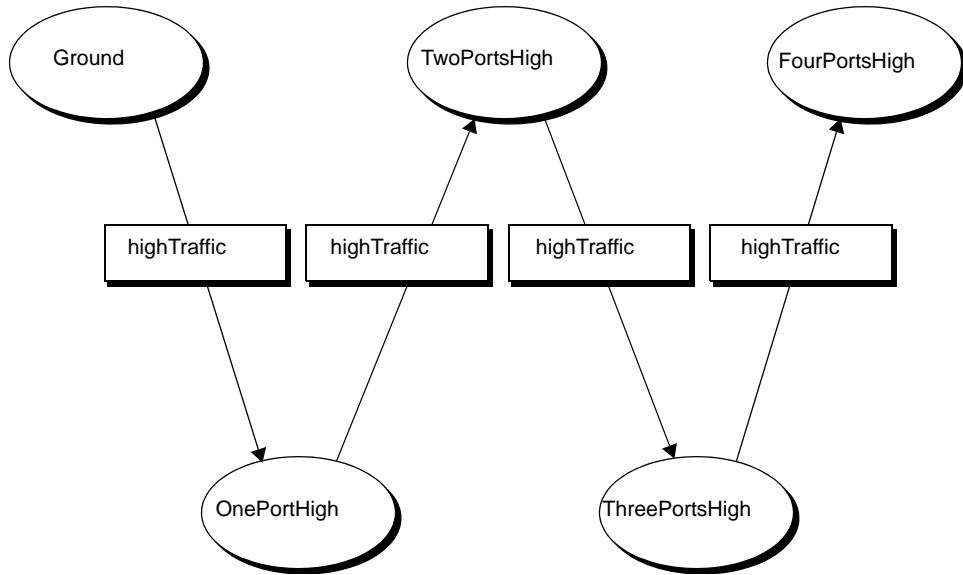 Ground
TwoPortsHigh
FourPortsHigh
highTraffic
highTraffic
highTraffic
highTraffic
OnePortHigh
ThreePortsHigh